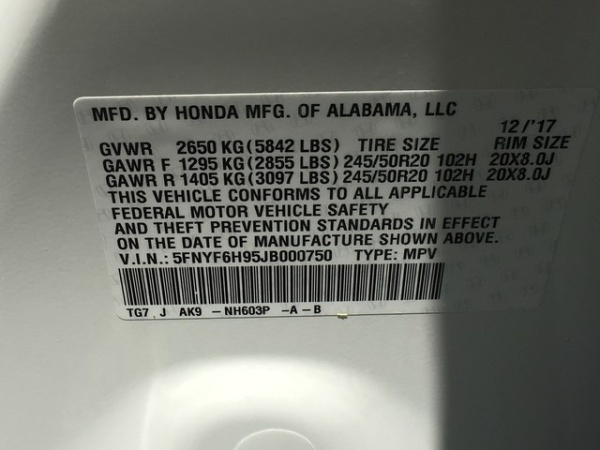 MFD. BY HONDA MFG. OF ALABAMA, LLC
12/'17
GVWR 2650 KG(5842 LBS) TIRE SIZE RIM SIZE
GAWR F 1295 KG(2855 LBS)245/50R20 102H 20X8.0J
GAWR R 1405 KG(3097 LBS)245/50R20 102H 20X8.0J
THIS VEHICLE CONFORMS TO ALL APPLICABLE
FEDERAL MOTOR VEHICLE SAFETY
AND THEFT PREVENTION STANDARDS IN EFFECT
ON THE DATE OF MANUFACTURE SHOWN ABOVE.
V.I.N.: 5FNYF6H95JB000750 TYPE: MPV
TG7 J AK9 -NH603P -A-B